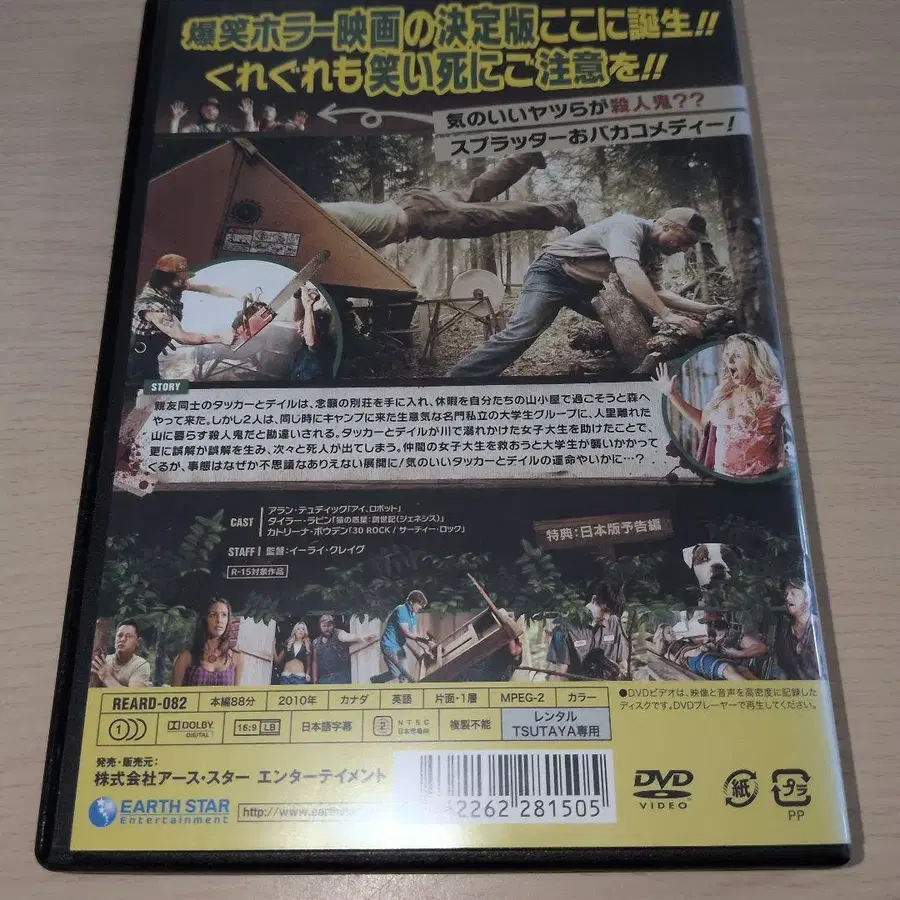 爆笑ホラー映画の決定版ここに誕生!!
くれぐれも笑い死にご注意を!!
気のいいヤツらが殺人鬼??
スプラッターおバカコメディー!
STORY
親友同士のタッカーとデイルは、念願の別荘を手に入れ、休暇を自分たちの山小屋で過ごそうと森へ
やって来た。しかし2人は、同じ時にキャンプに来た生意気な名門私立の大学生グループに、人里離れた
山に暮らす殺人鬼だと勘違いされる。タッカーとデイルが川で溺れかけた女子大生を助けたことで、
更に誤解が誤解を生み、次々と死人が出てしまう。仲間の女子大生を救おうと大学生が襲いかかって
くるが、事態はなぜか不思議なありえない展開に!気のいいタッカーとデイルの運命やいかに…?
CAST
アラン・テュディック「アイ、ロボット」
タイラー・ラビン「猿の惑星:創世記(ジェネシス)」
カトリーナ・ボウデン「30 ROCK / サーティー・ロック」
STAFF 監督:イーライ・クレイグ
R-15対象作品
特典:日本版予告編
REARD-082 本編88分 2010年 カナダ 英語 片面・1層 MPEG-2 カラー
1 DOLBY DIGITAL 16:9 LB 日本語字幕 2 NTSC 日本市場向 複製不能 レンタル TSUTAYA専用
●DVDビデオは、映像と音声を高密度に記録した
ディスクです。DVDプレーヤーで再生してください。
発売・販売元:
株式会社アース・スター エンターテイメント
EARTH STAR
Entertainment
http://www.earthst
62262 281505
DVD
VIDEO
紙
プラ
PP